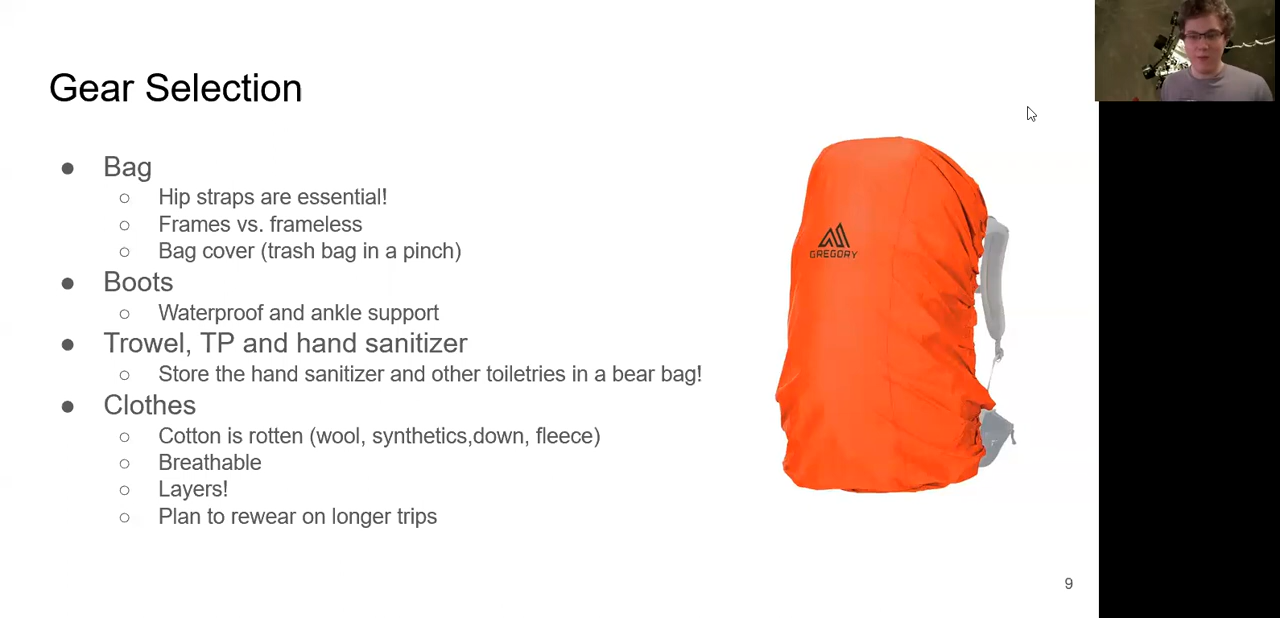 Gear Selection
● Bag
○ Hip straps are essential!
○ Frames vs. frameless
○ Bag cover (trash bag in a pinch)
● Boots
○ Waterproof and ankle support
● Trowel, TP and hand sanitizer
○ Store the hand sanitizer and other toiletries in a bear bag!
● Clothes
○ Cotton is rotten (wool, synthetics,down, fleece)
○ Breathable
○ Layers!
○ Plan to rewear on longer trips
GREGORY
9